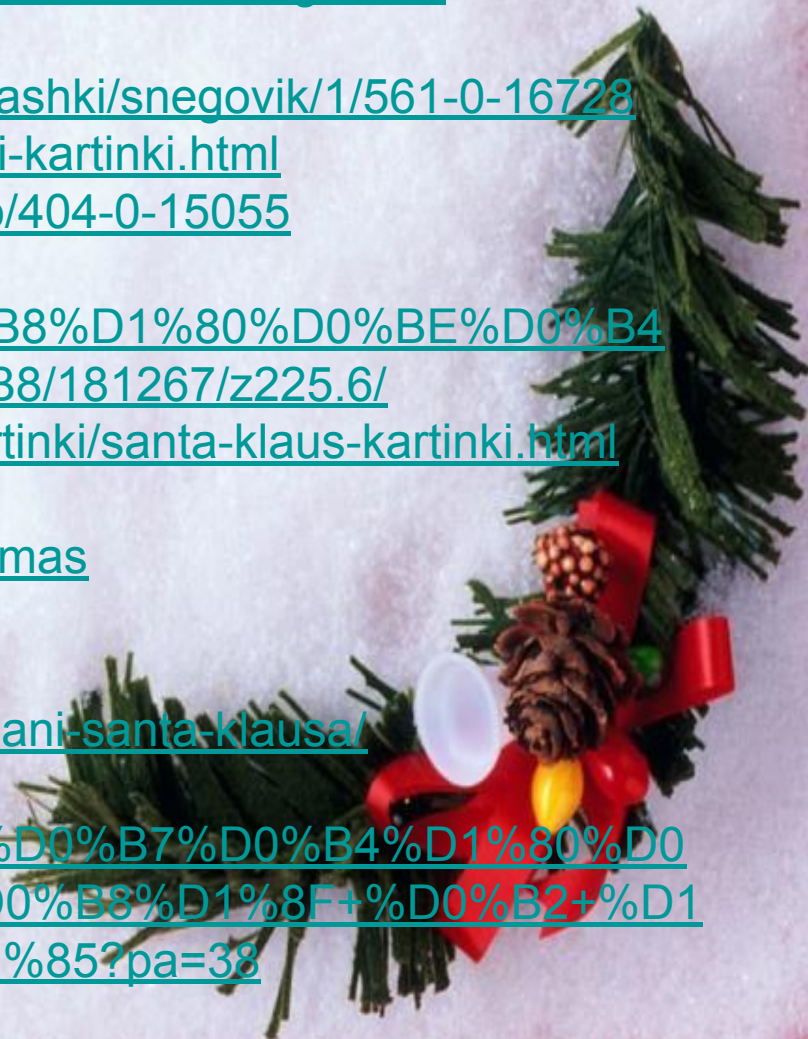 ashki/snegovik/1/561-0-16728
i-kartinki.html
/404-0-15055
B8%D1%80%D0%BE%D0%B4
B8/181267/z225.6/
rtinki/santa-klaus-kartinki.html
mas
ani-santa-klausa/
%D0%B7%D0%B4%D1%80%D0
0%B8%D1%8F+%D0%B2+%D1
%85?pa=38